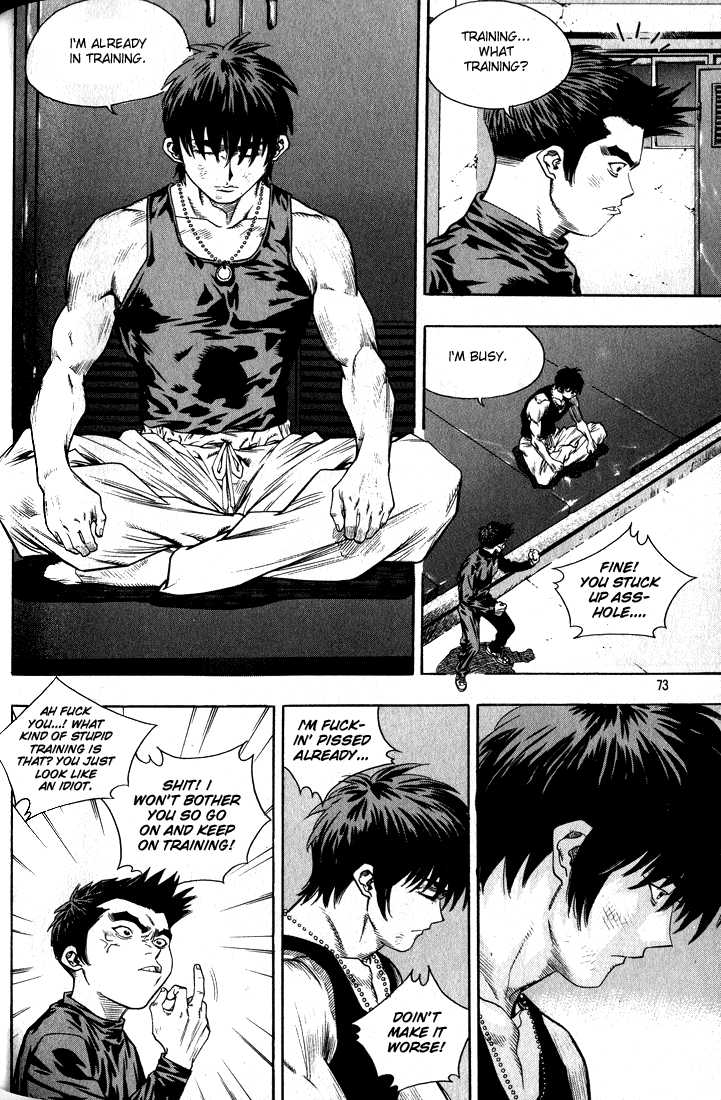 I'M ALREADY
IN TRAINING.
TRAINING...
WHAT
TRAINING?
I'M BUSY.
FINE!
YOU STUCK
UP ASS-
HOLE....
73
AH FUCK
YOU...! WHAT
KIND OF STUPID
TRAINING IS
THAT? YOU JUST
LOOK LIKE
AN IDIOT.
SHIT! I
WON'T BOTHER
YOU SO GO
ON AND KEEP
ON TRAINING!
I'M FUCK-
IN' PISSED
ALREADY...
DOIN'T
MAKE IT
WORSE!